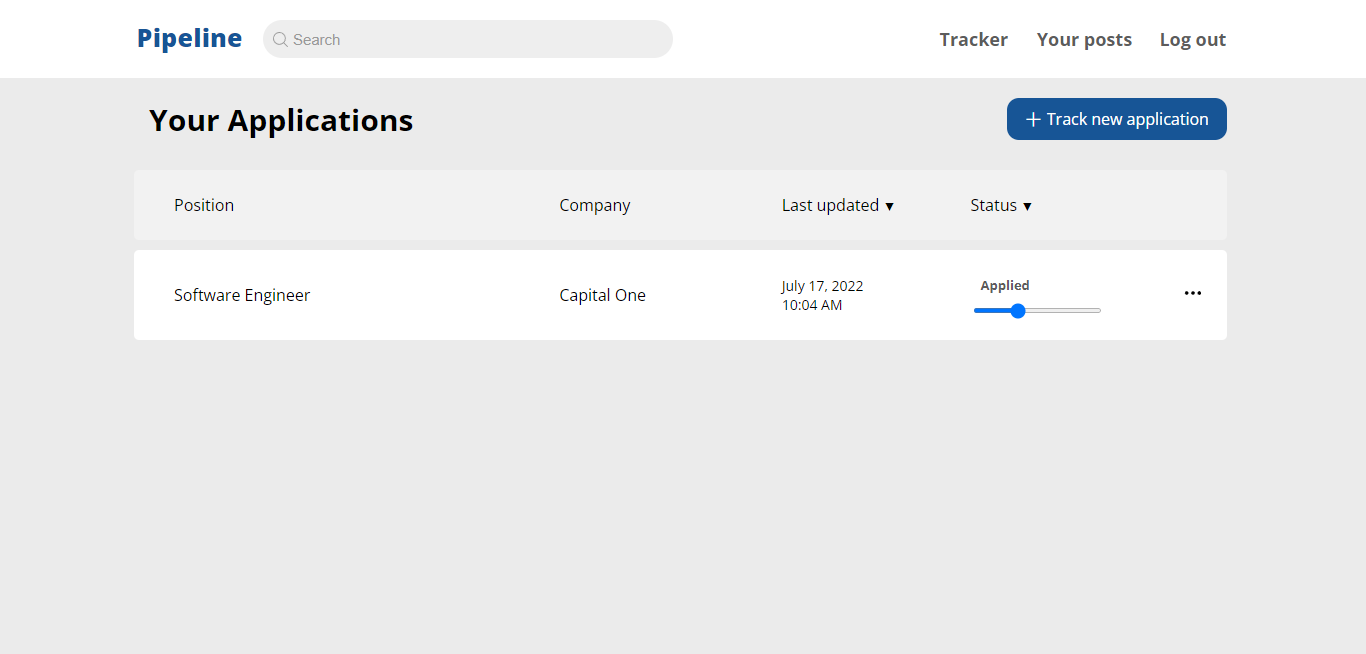 Pipeline
Search
Tracker
Your posts
Log out
Your Applications
+ Track new application
Position
Company
Last updated ▼
Status ▼
Software Engineer
Capital One
July 17, 2022
10:04 AM
Applied